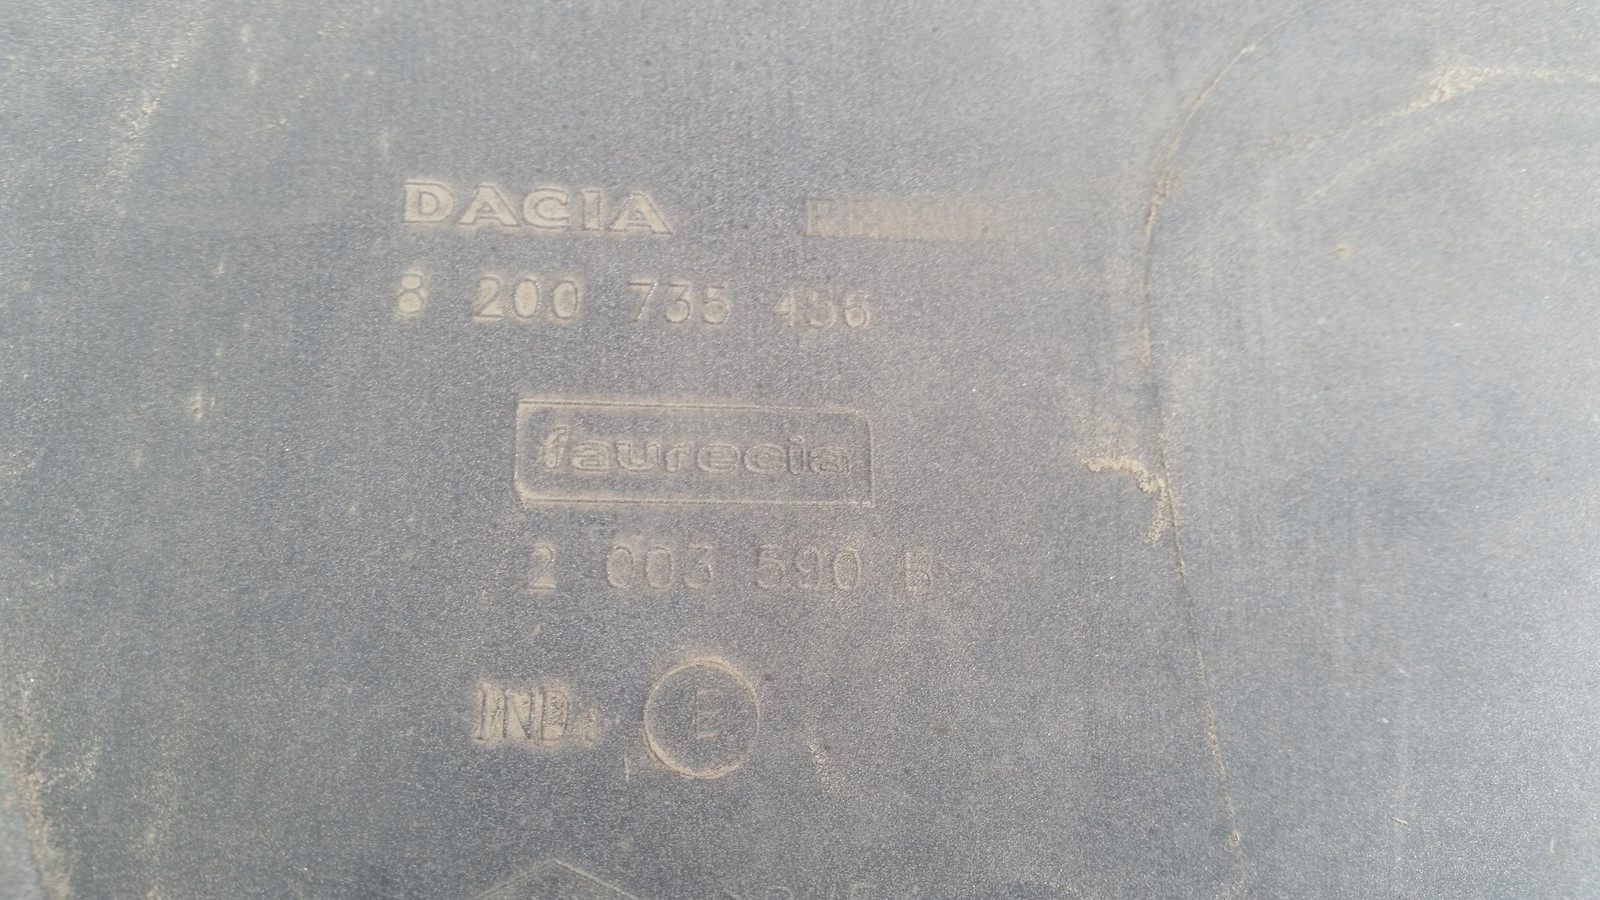 DACIA
8 200 735 456
faurecia
2 003 590 B
IND. B